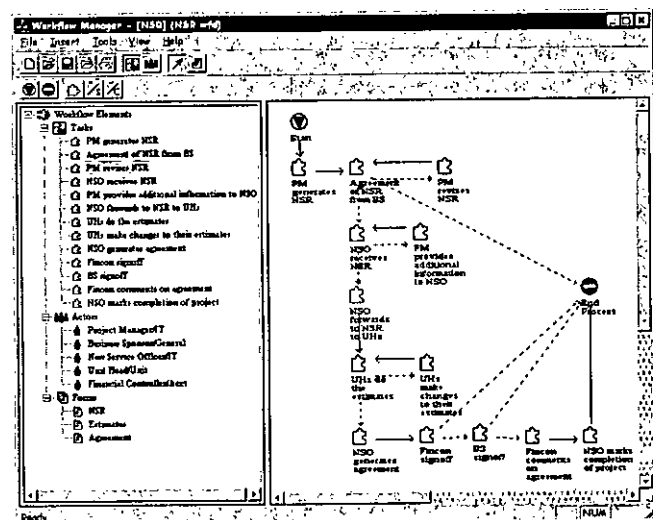 Workflow Manager - [NSR] (NSR wfd)
File Insert Tools View Help
Workflow Elements
Tasks
PM generates NSR
Agreement of NSR from BS
PM revises NSR
NSO receives NSR
PM provides additional information to NSO
NSO forwards to NSR to UHs
UHs do the estimates
UHs make changes to their estimates
NSO generates agreement
Fincon signoff
BS signoff
Fincon comments on agreement
NSO marks completion of project
Actors
Project Manager/IT
Business Sponsor/General
New Service Officer/IT
Unit Head/Unit
Financial Controller/acct
Forms
NSR
Estimates
Agreement
Start
PM
generates
NSR
Agreement
of NSR
from BS
PM
revises
NSR
NSO
receives
NSR
PM
provides
additional
information
to NSO
NSO
forwards
to NSR
to UHs
End
Process
UHs do
the
estimates
UHs
make
changes
to their
estimates
NSO
generates
agreement
Fincon
signoff
BS
signoff
Fincon
comments
on
agreement
NSO marks
completion
of project
Ready
NUM